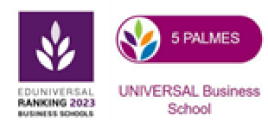 EDUNIVERSAL
RANKING 2023
BUSINESS SCHOOLS
5 PALMES
UNIVERSAL Business
School